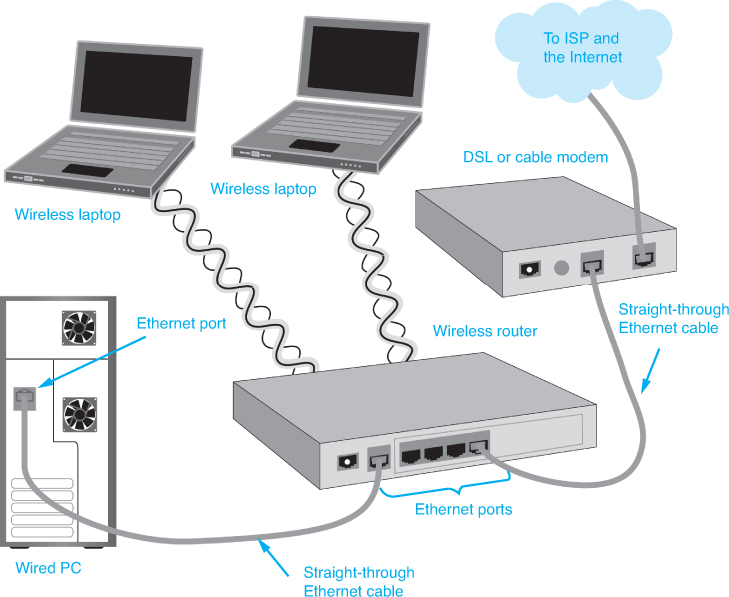 To ISP and
the Internet
DSL or cable modem
Wireless laptop
Wireless laptop
Straight-through
Ethernet cable
Ethernet port
Wireless router
Ethernet ports
Wired PC
Straight-through
Ethernet cable